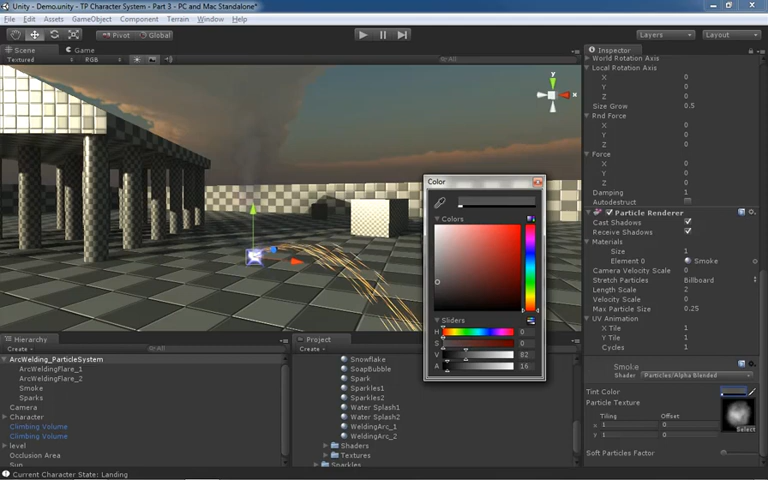 Unity - Demo.unity - TP Character System - Part 3 - PC and Mac Standalone*
File Edit Assets GameObject Component Terrain Window Help
Pivot Global Layers Layout
Scene Game
Textured RGB All
y
x
Inspector
World Rotation Axis
Local Rotation Axis
X 0
Y 0
Z 0
Size Grow 0.5
Rnd Force
X 0
Y 0
Z 0
Force
X 0
Y 0
Z 0
Damping 1
Autodestruct
Particle Renderer
Cast Shadows
Receive Shadows
Materials
Size 1
Element 0 Smoke
Camera Velocity Scale 0
Stretch Particles Billboard
Length Scale 2
Velocity Scale 0
Max Particle Size 0.25
UV Animation
X Tile 1
Y Tile 1
Cycles 1
Smoke
Shader Particles/Alpha Blended
Tint Color
Particle Texture
Tiling Offset
x 1 0
y 1 0
Select
Soft Particles Factor
Color
Colors
Sliders
H 0
S 0
V 82
A 16
Hierarchy
Create All
ArcWelding_ParticleSystem
ArcWeldingFlare_1
ArcWeldingFlare_2
Smoke
Sparks
Camera
Character
Climbing Volume
Climbing Volume
level
Occlusion Area
Sun
Project
Create
Snowflake
SoapBubble
Spark
Sparkles1
Sparkles2
Water Splash1
Water Splash2
WeldingArc_1
WeldingArc_2
Shaders
Textures
Sparkles
Current Character State: Landing